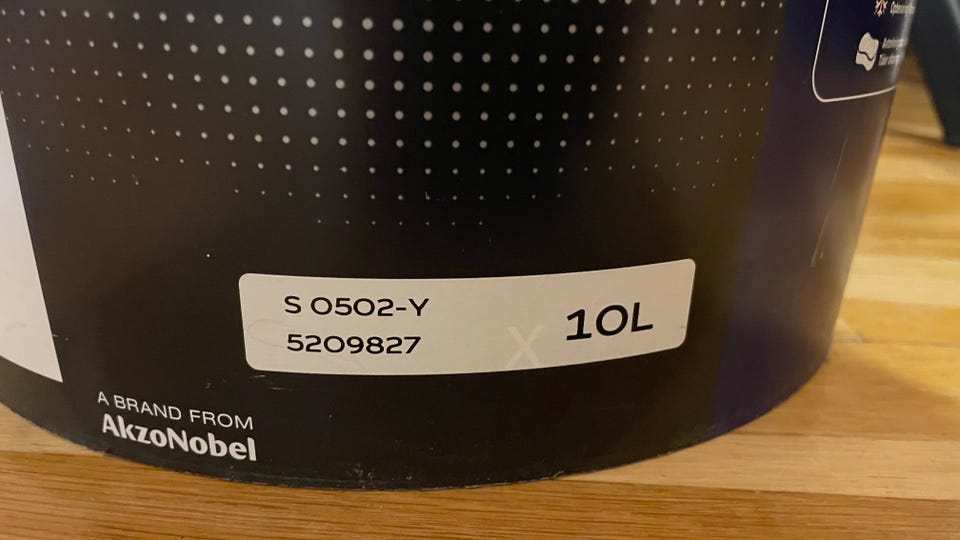 S 0502-Y
5209827
X
10L
A BRAND FROM
AkzoNobel